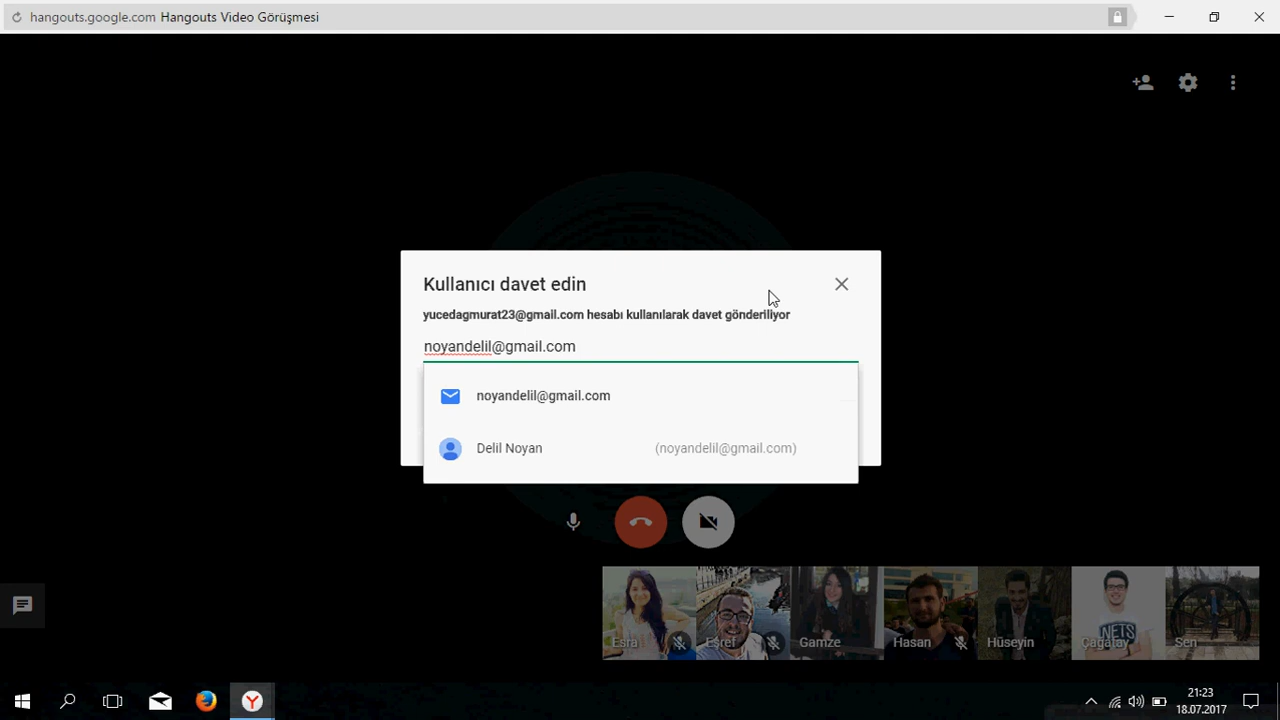 hangouts.google.com Hangouts Video Görüşmesi
Kullanıcı davet edin
yucedagmurat23@gmail.com hesabı kullanılarak davet gönderiliyor
noyandelil@gmail.com
noyandelil@gmail.com
Delil Noyan (noyandelil@gmail.com)
NETS
Esra Eşref Gamze Hasan Hüseyin Çağatay Sen
21:23
18.07.2017